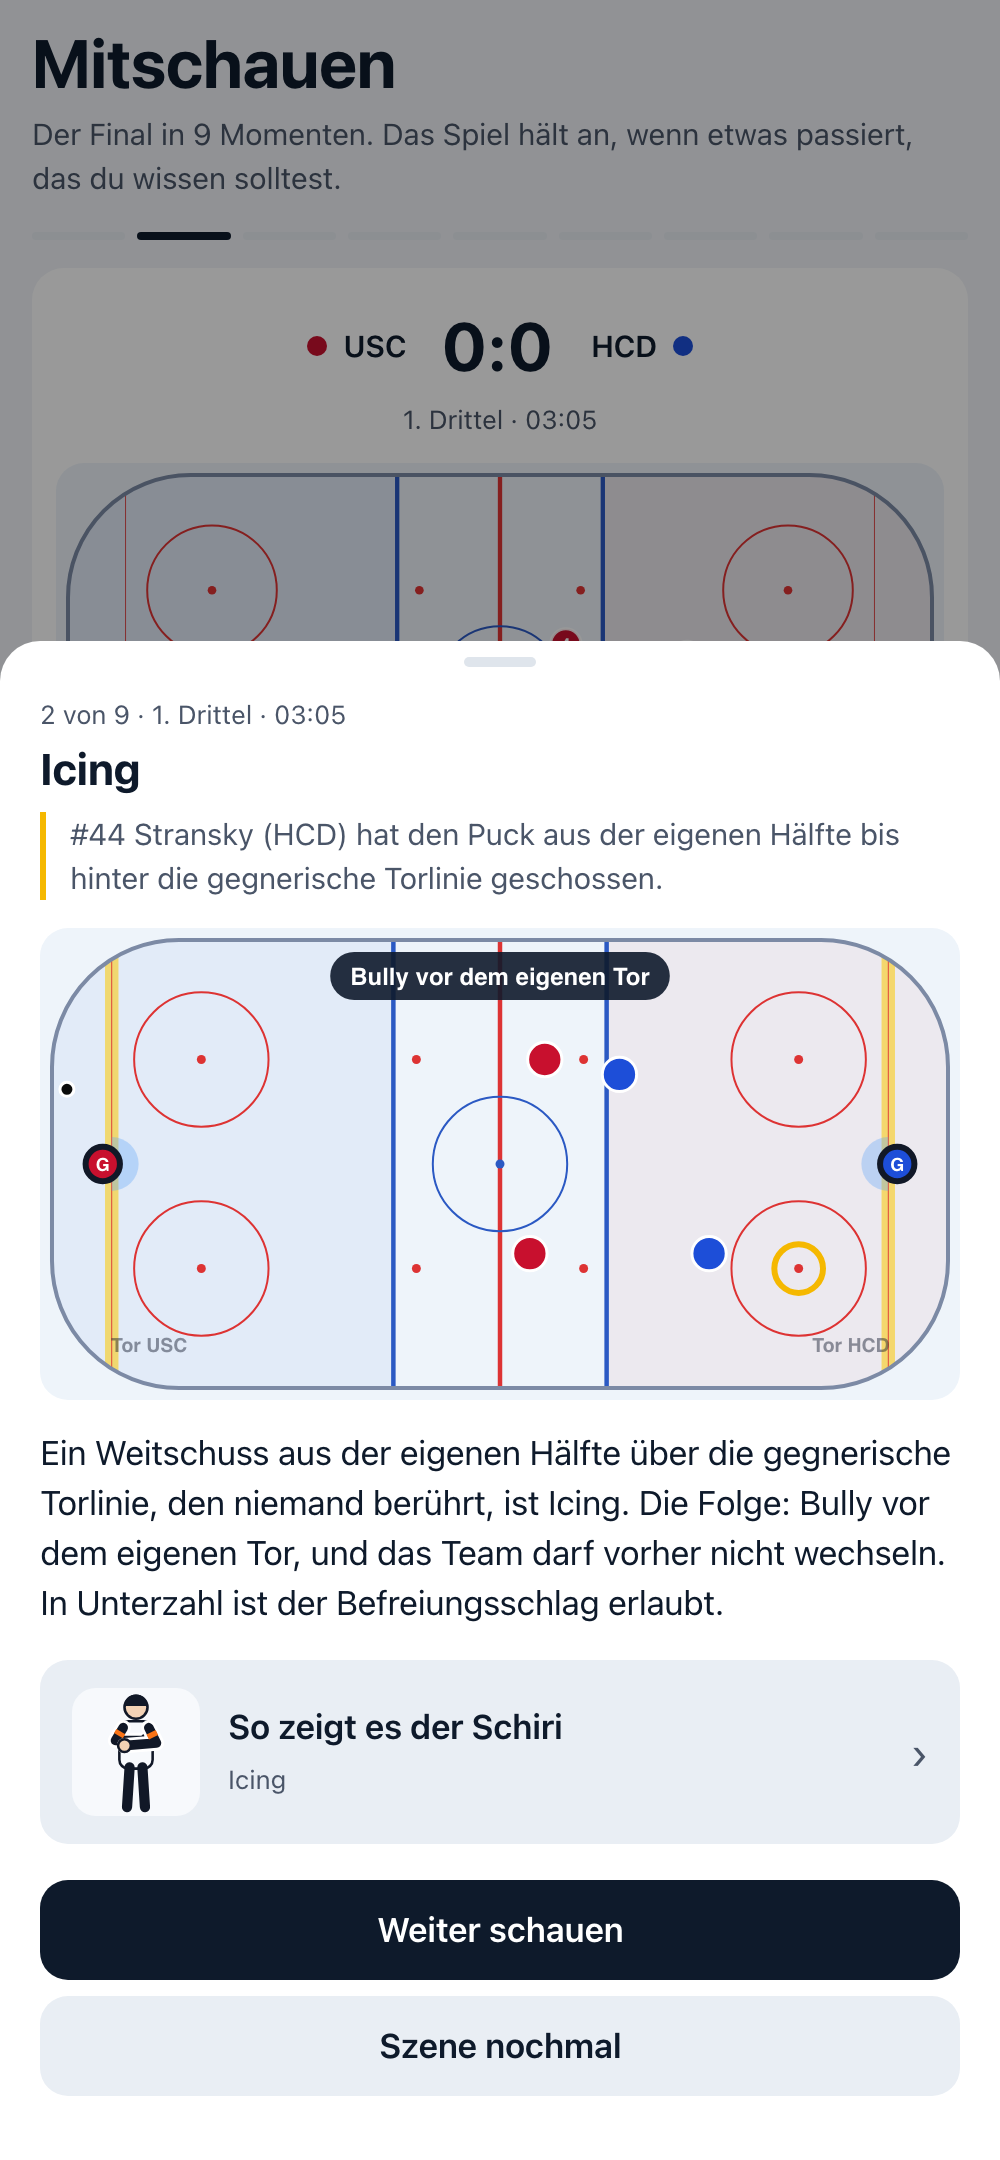 Mitschauen
Der Final in 9 Momenten. Das Spiel hält an, wenn etwas passiert,
das du wissen solltest.
USC 0:0 HCD
1. Drittel · 03:05
2 von 9 · 1. Drittel · 03:05
Icing
#44 Stransky (HCD) hat den Puck aus der eigenen Hälfte bis
hinter die gegnerische Torlinie geschossen.
Bully vor dem eigenen Tor
G
G
Tor USC
Tor HCD
Ein Weitschuss aus der eigenen Hälfte über die gegnerische
Torlinie, den niemand berührt, ist Icing. Die Folge: Bully vor
dem eigenen Tor, und das Team darf vorher nicht wechseln.
In Unterzahl ist der Befreiungsschlag erlaubt.
So zeigt es der Schiri
Icing
Weiter schauen
Szene nochmal